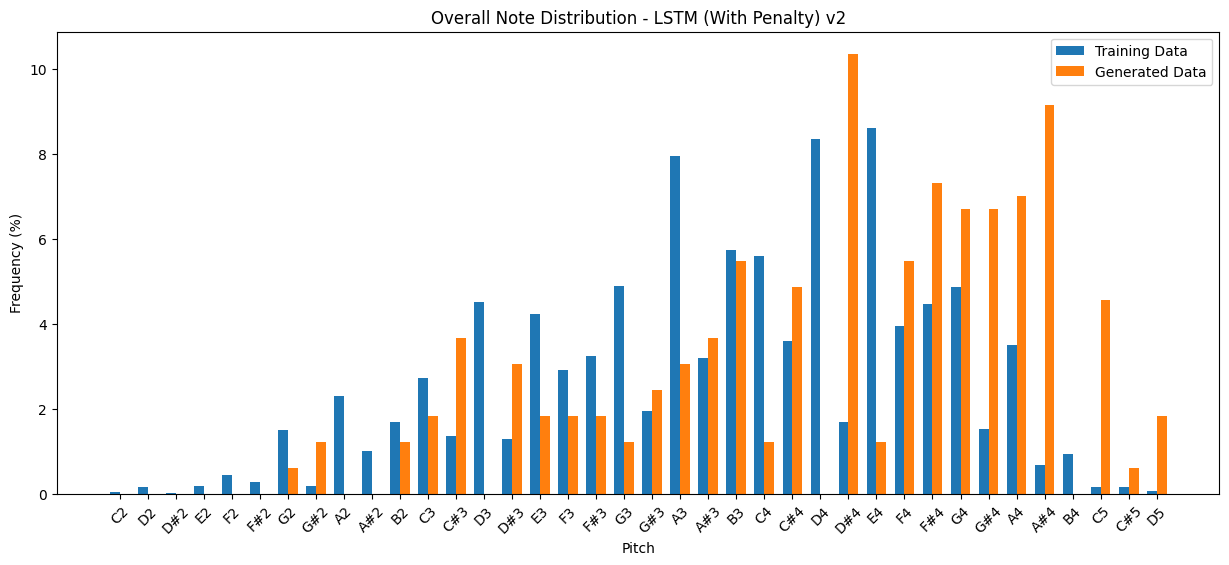 Overall Note Distribution - LSTM (With Penalty) v2
Training Data
Generated Data
Frequency (%)
10
8
6
4
2
0
C2 D2 D#2 E2 F2 F#2 G2 G#2 A2 A#2 B2 C3 C#3 D3 D#3 E3 F3 F#3 G3 G#3 A3 A#3 B3 C4 C#4 D4 D#4 E4 F4 F#4 G4 G#4 A4 A#4 B4 C5 C#5 D5
Pitch